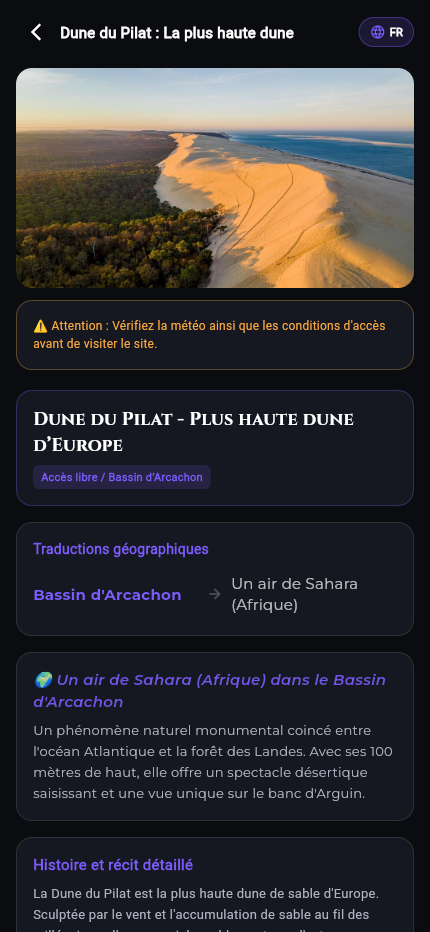 Dune du Pilat : La plus haute dune
FR
⚠️ Attention : Vérifiez la météo ainsi que les conditions d'accès
avant de visiter le site.
Dune du Pilat - Plus haute dune
d'Europe
Accès libre / Bassin d'Arcachon
Traductions géographiques
Bassin d'Arcachon → Un air de Sahara
(Afrique)
🌍 Un air de Sahara (Afrique) dans le Bassin
d'Arcachon
Un phénomène naturel monumental coincé entre
l'océan Atlantique et la forêt des Landes. Avec ses 100
mètres de haut, elle offre un spectacle désertique
saisissant et une vue unique sur le banc d'Arguin.
Histoire et récit détaillé
La Dune du Pilat est la plus haute dune de sable d'Europe.
Sculptée par le vent et l'accumulation de sable au fil des